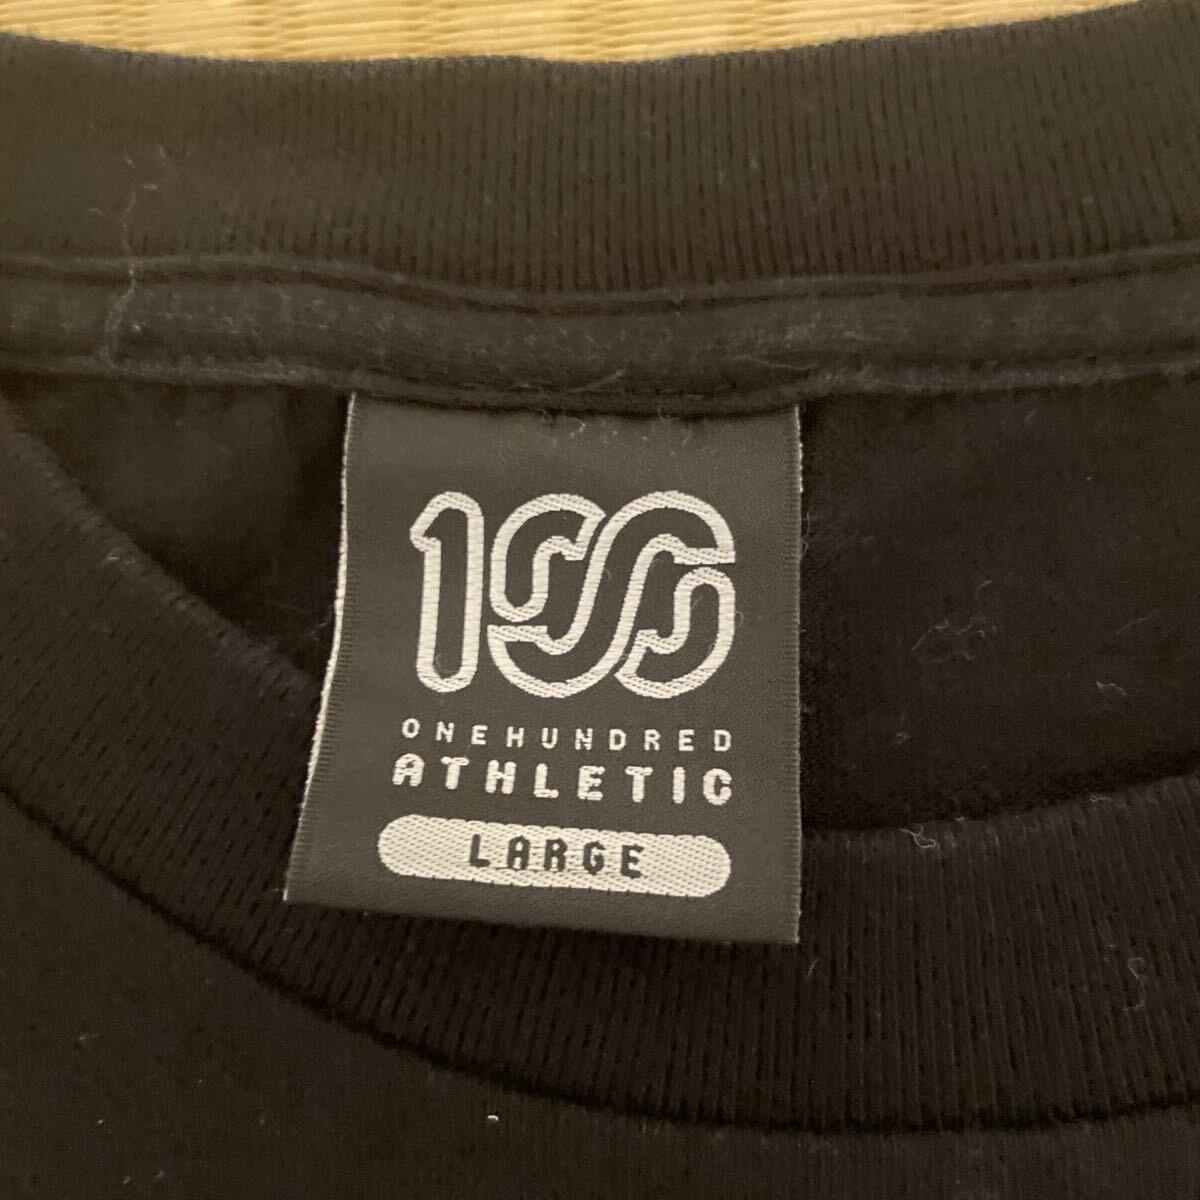 100
ONEHUNDRED
ATHLETIC
LARGE